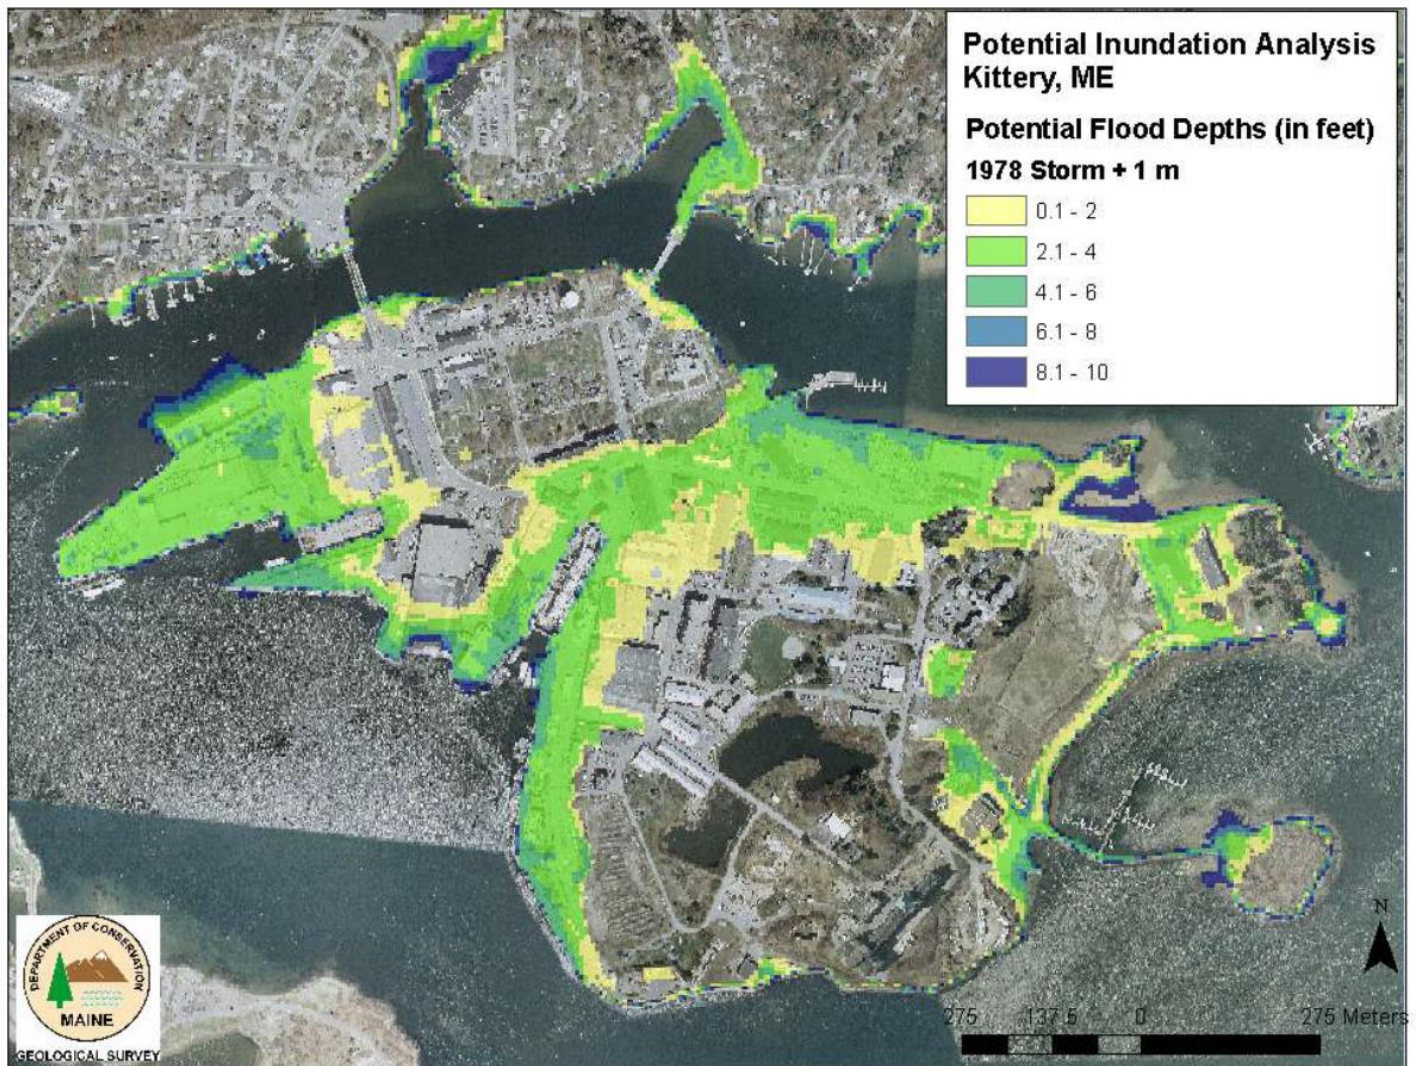 Potential Inundation Analysis
Kittery, ME
Potential Flood Depths (in feet)
1978 Storm + 1 m
0.1 - 2
2.1 - 4
4.1 - 6
6.1 - 8
8.1 - 10
N
275 137.5 0 275 Meters
DEPARTMENT OF CONSERVATION
MAINE
GEOLOGICAL SURVEY